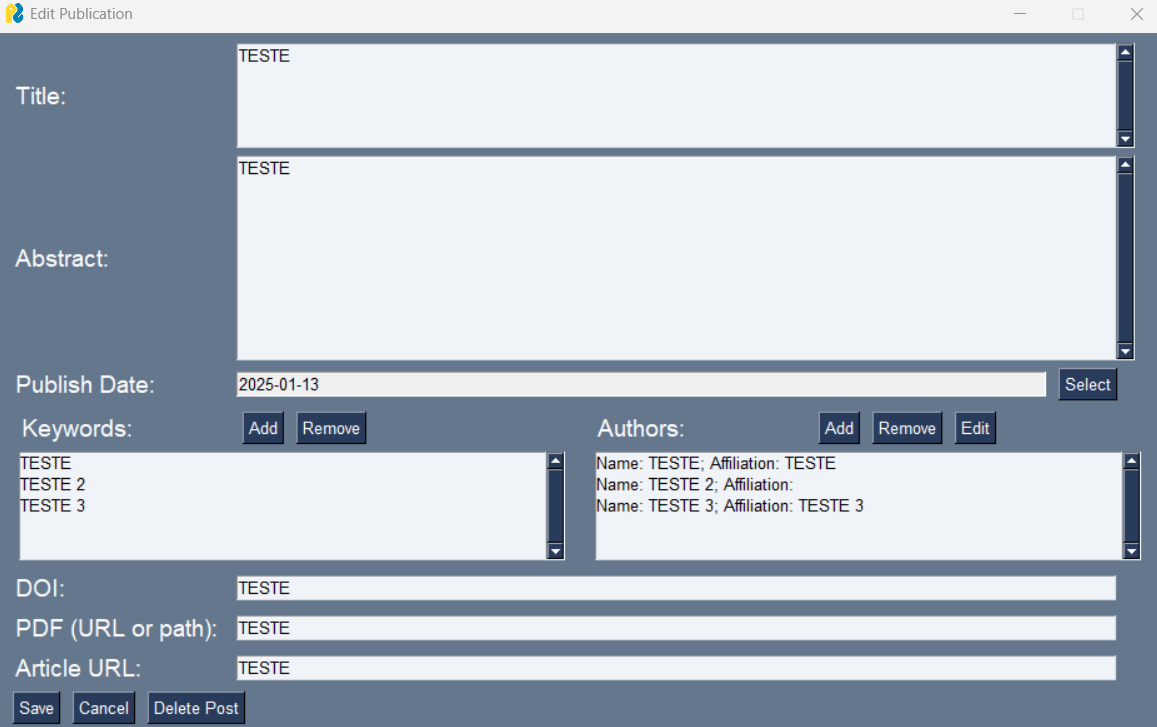 Edit Publication
Title:
TESTE
Abstract:
TESTE
Publish Date:
2025-01-13
Select
Keywords:
Add
Remove
TESTE
TESTE 2
TESTE 3
Authors:
Add
Remove
Edit
Name: TESTE; Affiliation: TESTE
Name: TESTE 2; Affiliation:
Name: TESTE 3; Affiliation: TESTE 3
DOI:
TESTE
PDF (URL or path):
TESTE
Article URL:
TESTE
Save
Cancel
Delete Post